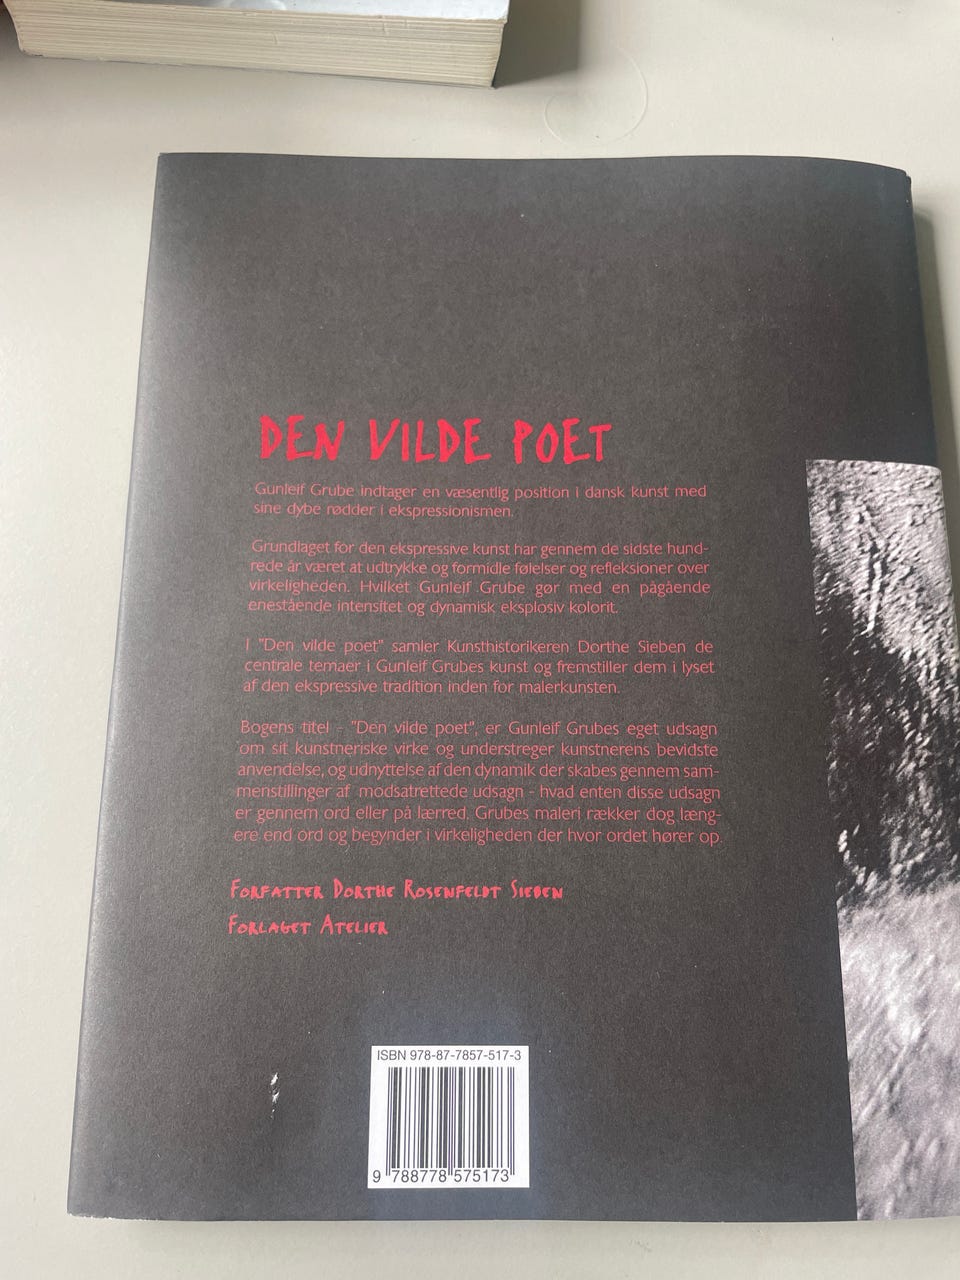 DEN VILDE POET
Gunleif Grube indtager en væsentlig position i dansk kunst med
sine dybe rødder i ekspressionismen.
Grundlaget for den ekspressive kunst har gennem de sidste hund-
rede år været at udtrykke og formidle følelser og refleksioner over
virkeligheden. Hvilket Gunleif Grube gør med en pågående
enestående intensitet og dynamisk eksplosiv kolorit.
I "Den vilde poet" samler Kunsthistorikeren Dorthe Sieben de
centrale temaer i Gunleif Grubes kunst og fremstiller dem i lyset
af den ekspressive tradition inden for malerkunsten.
Bogens titel - "Den vilde poet", er Gunleif Grubes eget udsagn
om sit kunstneriske virke og understreger kunstnerens bevidste
anvendelse, og udnyttelse af den dynamik der skabes gennem sam-
menstillinger af modsatrettede udsagn - hvad enten disse udsagn
er gennem ord eller på lærred. Grubes maleri rækker dog læng-
ere end ord og begynder i virkeligheden der hvor ordet hører op.
FORFATTER DORTHE ROSENFELDT SIEBEN
FORLAGET ATELIER
ISBN 978-87-7857-517-3
9 788778 575173